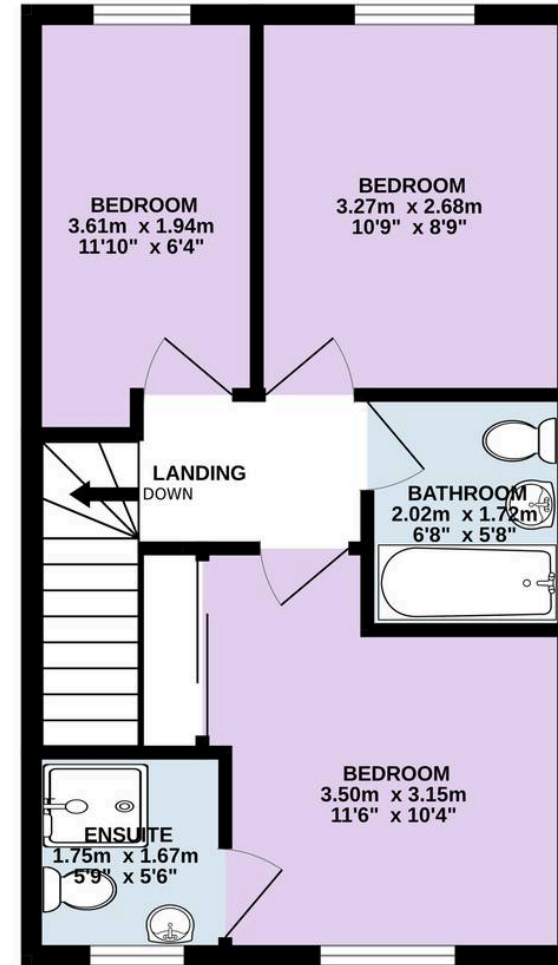 BEDROOM
3.61m x 1.94m
11'10" x 6'4"
BEDROOM
3.27m x 2.68m
10'9" x 8'9"
LANDING
DOWN
BATHROOM
2.02m x 1.72m
6'8" x 5'8"
BEDROOM
3.50m x 3.15m
11'6" x 10'4"
ENSUITE
1.75m x 1.67m
5'9" x 5'6"